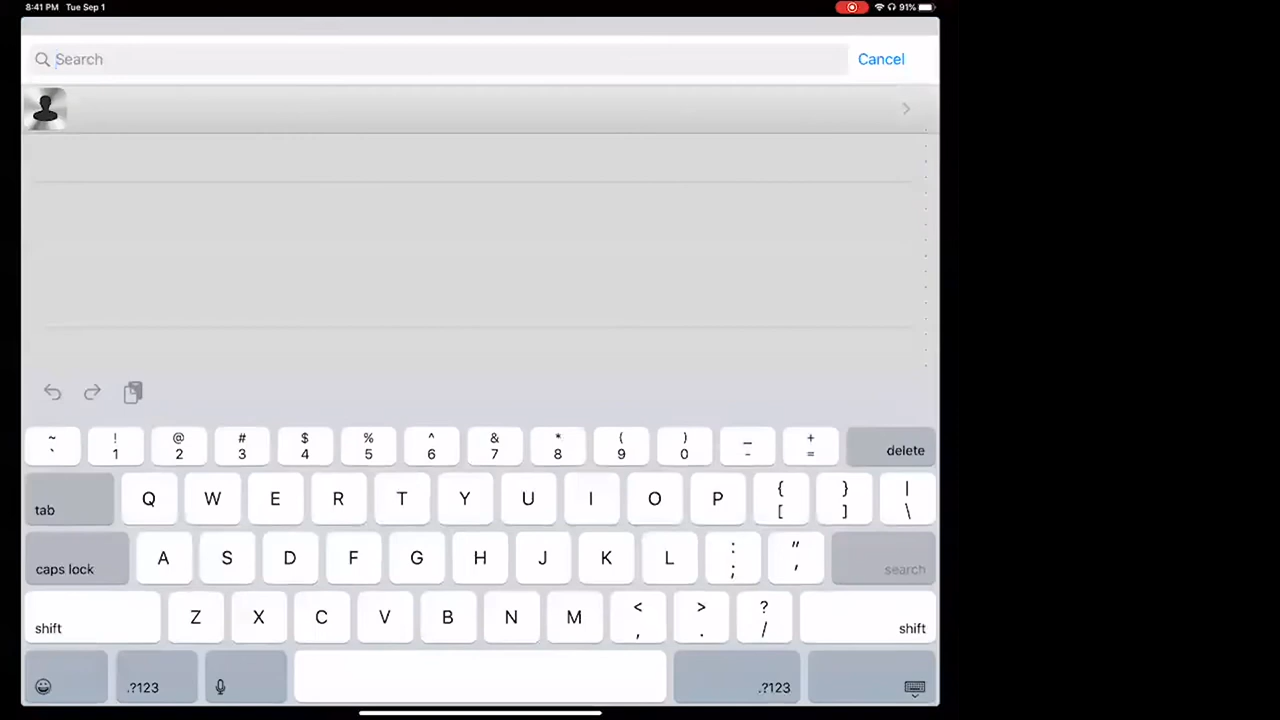 8:41 PM Tue Sep 1 91%
Search Cancel
~ ! @ # $ % ^ & * ( ) _ +
` 1 2 3 4 5 6 7 8 9 0 - = delete
tab Q W E R T Y U I O P { [ } ] | \
caps lock A S D F G H J K L : ; " ' search
shift Z X C V B N M < , > . ? / shift
.?123 .?123